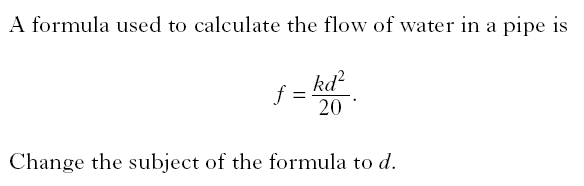 A formula used to calculate the flow of water in a pipe is
f = kd²/20.
Change the subject of the formula to d.